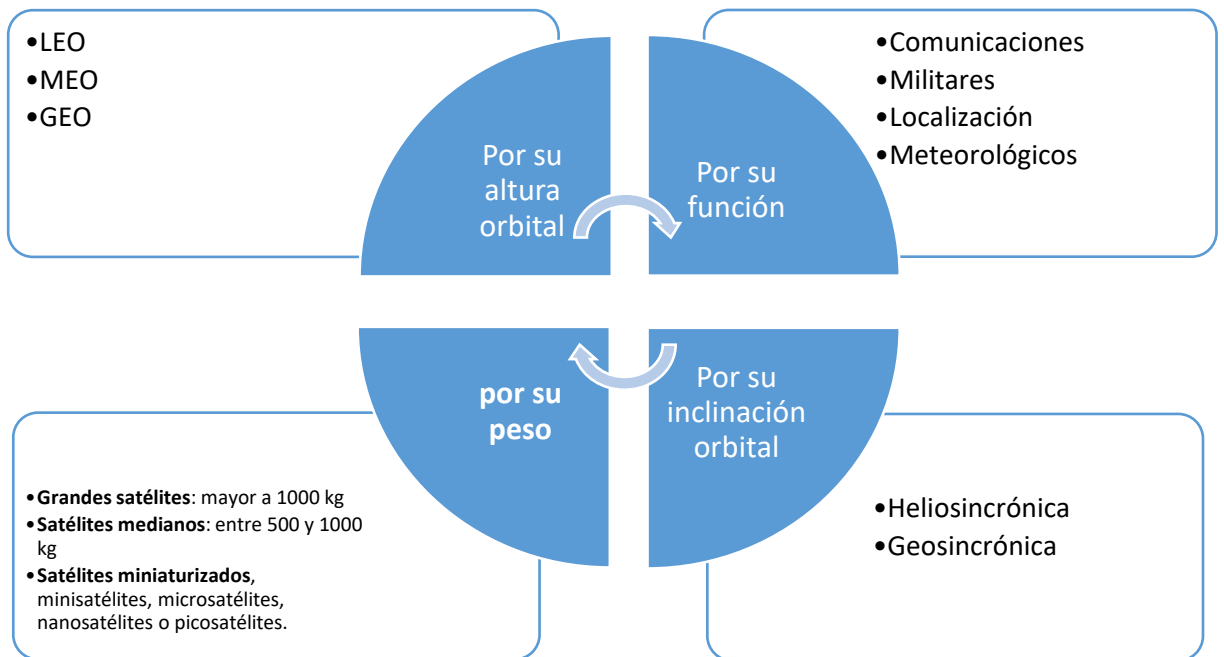 •LEO
•MEO
•GEO
Por su
altura
orbital
Por su
función
•Comunicaciones
•Militares
•Localización
•Meteorológicos
por su
peso
•Grandes satélites: mayor a 1000 kg
•Satélites medianos: entre 500 y 1000
kg
•Satélites miniaturizados,
minisatélites, microsatélites,
nanosatélites o picosatélites.
Por su
inclinación
orbital
•Heliosincrónica
•Geosincrónica